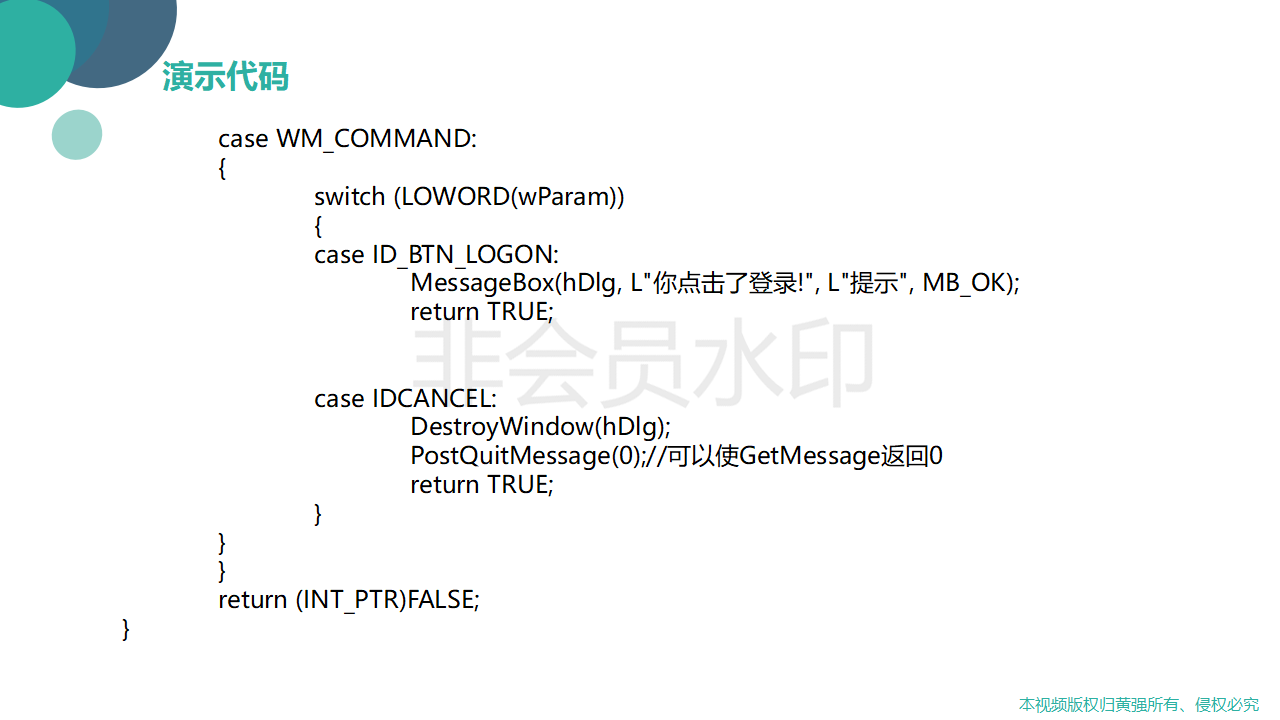 演示代码
case WM_COMMAND:
{
switch (LOWORD(wParam))
{
case ID_BTN_LOGON:
MessageBox(hDlg, L"你点击了登录!", L"提示", MB_OK);
return TRUE;
非会员水印
case IDCANCEL:
DestroyWindow(hDlg);
PostQuitMessage(0);//可以使GetMessage返回0
return TRUE;
}
}
}
return (INT_PTR)FALSE;
}
本视频版权归黄强所有、侵权必究